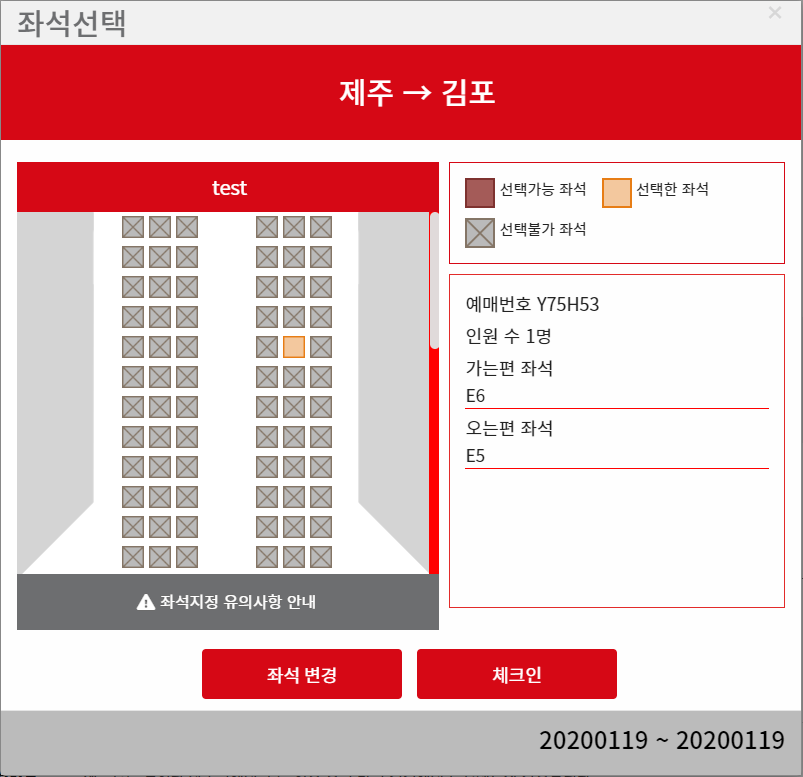 좌석선택
제주 → 김포
test
선택가능 좌석 선택한 좌석
선택불가 좌석
예매번호 Y75H53
인원 수 1명
가는편 좌석
E6
오는편 좌석
E5
좌석지정 유의사항 안내
좌석 변경 체크인
20200119 ~ 20200119